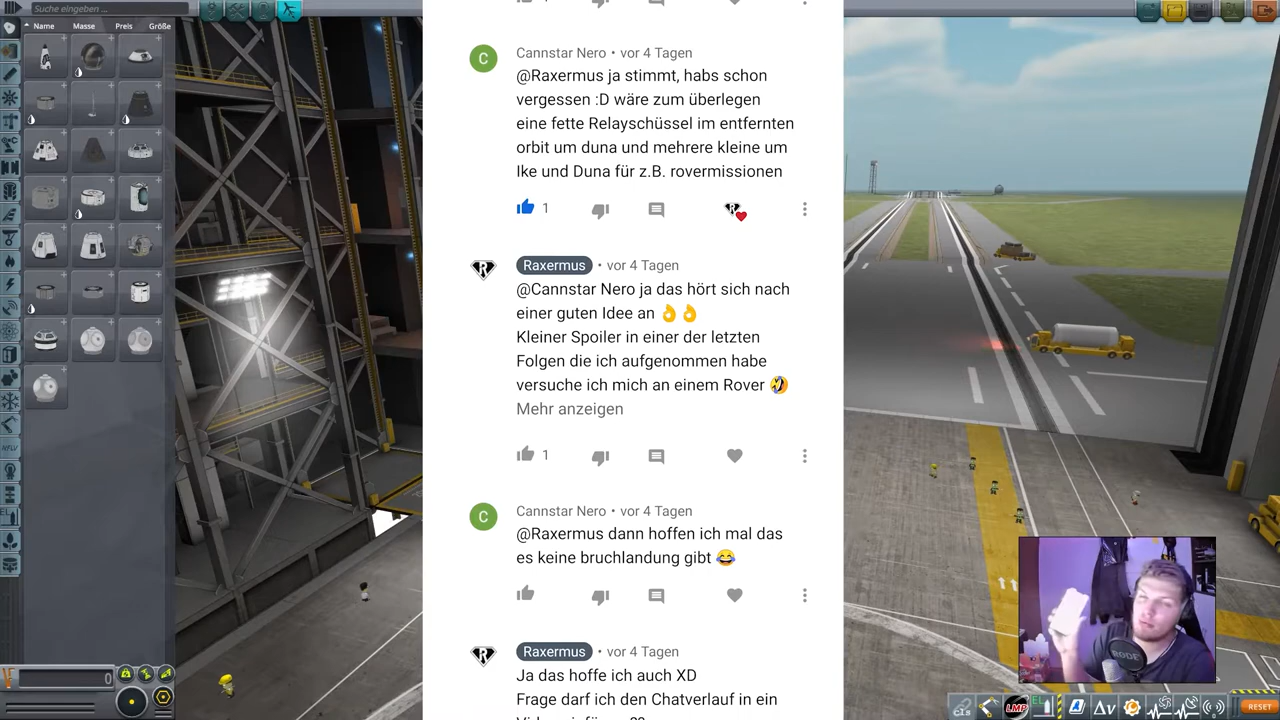 Suche eingeben ...
Name Masse Preis Größe
Cannstar Nero • vor 4 Tagen
@Raxermus ja stimmt, habs schon
vergessen :D wäre zum überlegen
eine fette Relayschüssel im entfernten
orbit um duna und mehrere kleine um
Ike und Duna für z.B. rovermissionen
1
Raxermus • vor 4 Tagen
@Cannstar Nero ja das hört sich nach
einer guten Idee an 👌👌
Kleiner Spoiler in einer der letzten
Folgen die ich aufgenommen habe
versuche ich mich an einem Rover 🤣
Mehr anzeigen
1
Cannstar Nero • vor 4 Tagen
@Raxermus dann hoffen ich mal das
es keine bruchlandung gibt 😂
Raxermus • vor 4 Tagen
Ja das hoffe ich auch XD
Frage darf ich den Chatverlauf in ein
RODE
0
LMP
EL
Δv
RESET